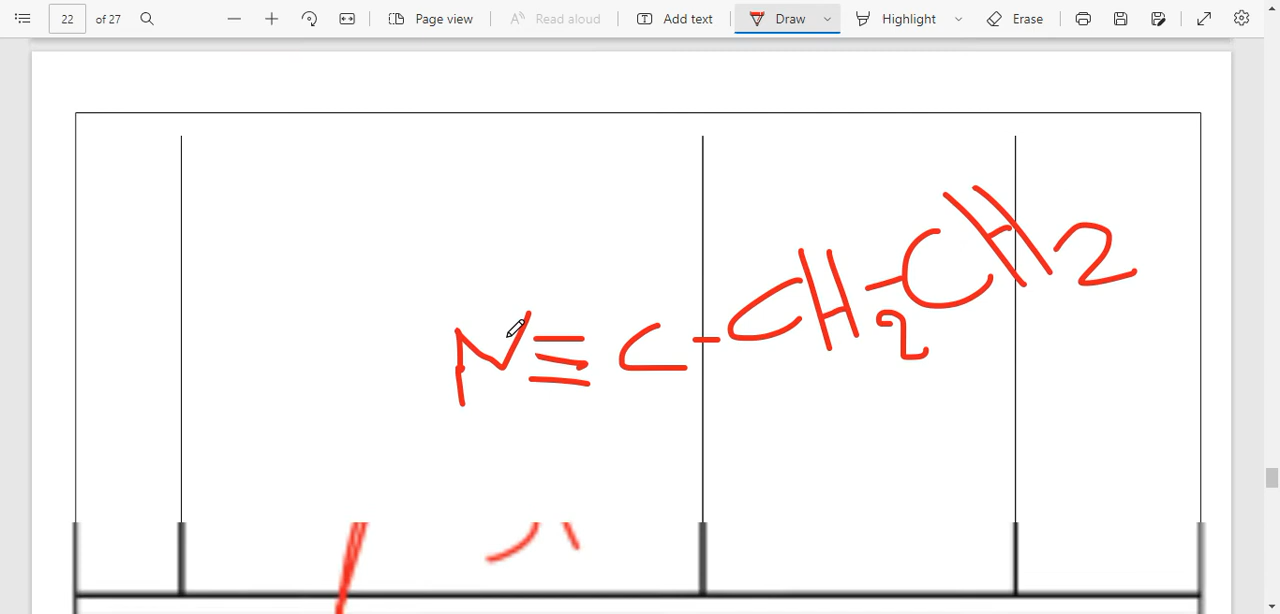 22 of 27 Page view Read aloud Add text Draw Highlight Erase
N≡C-CH2-CH2